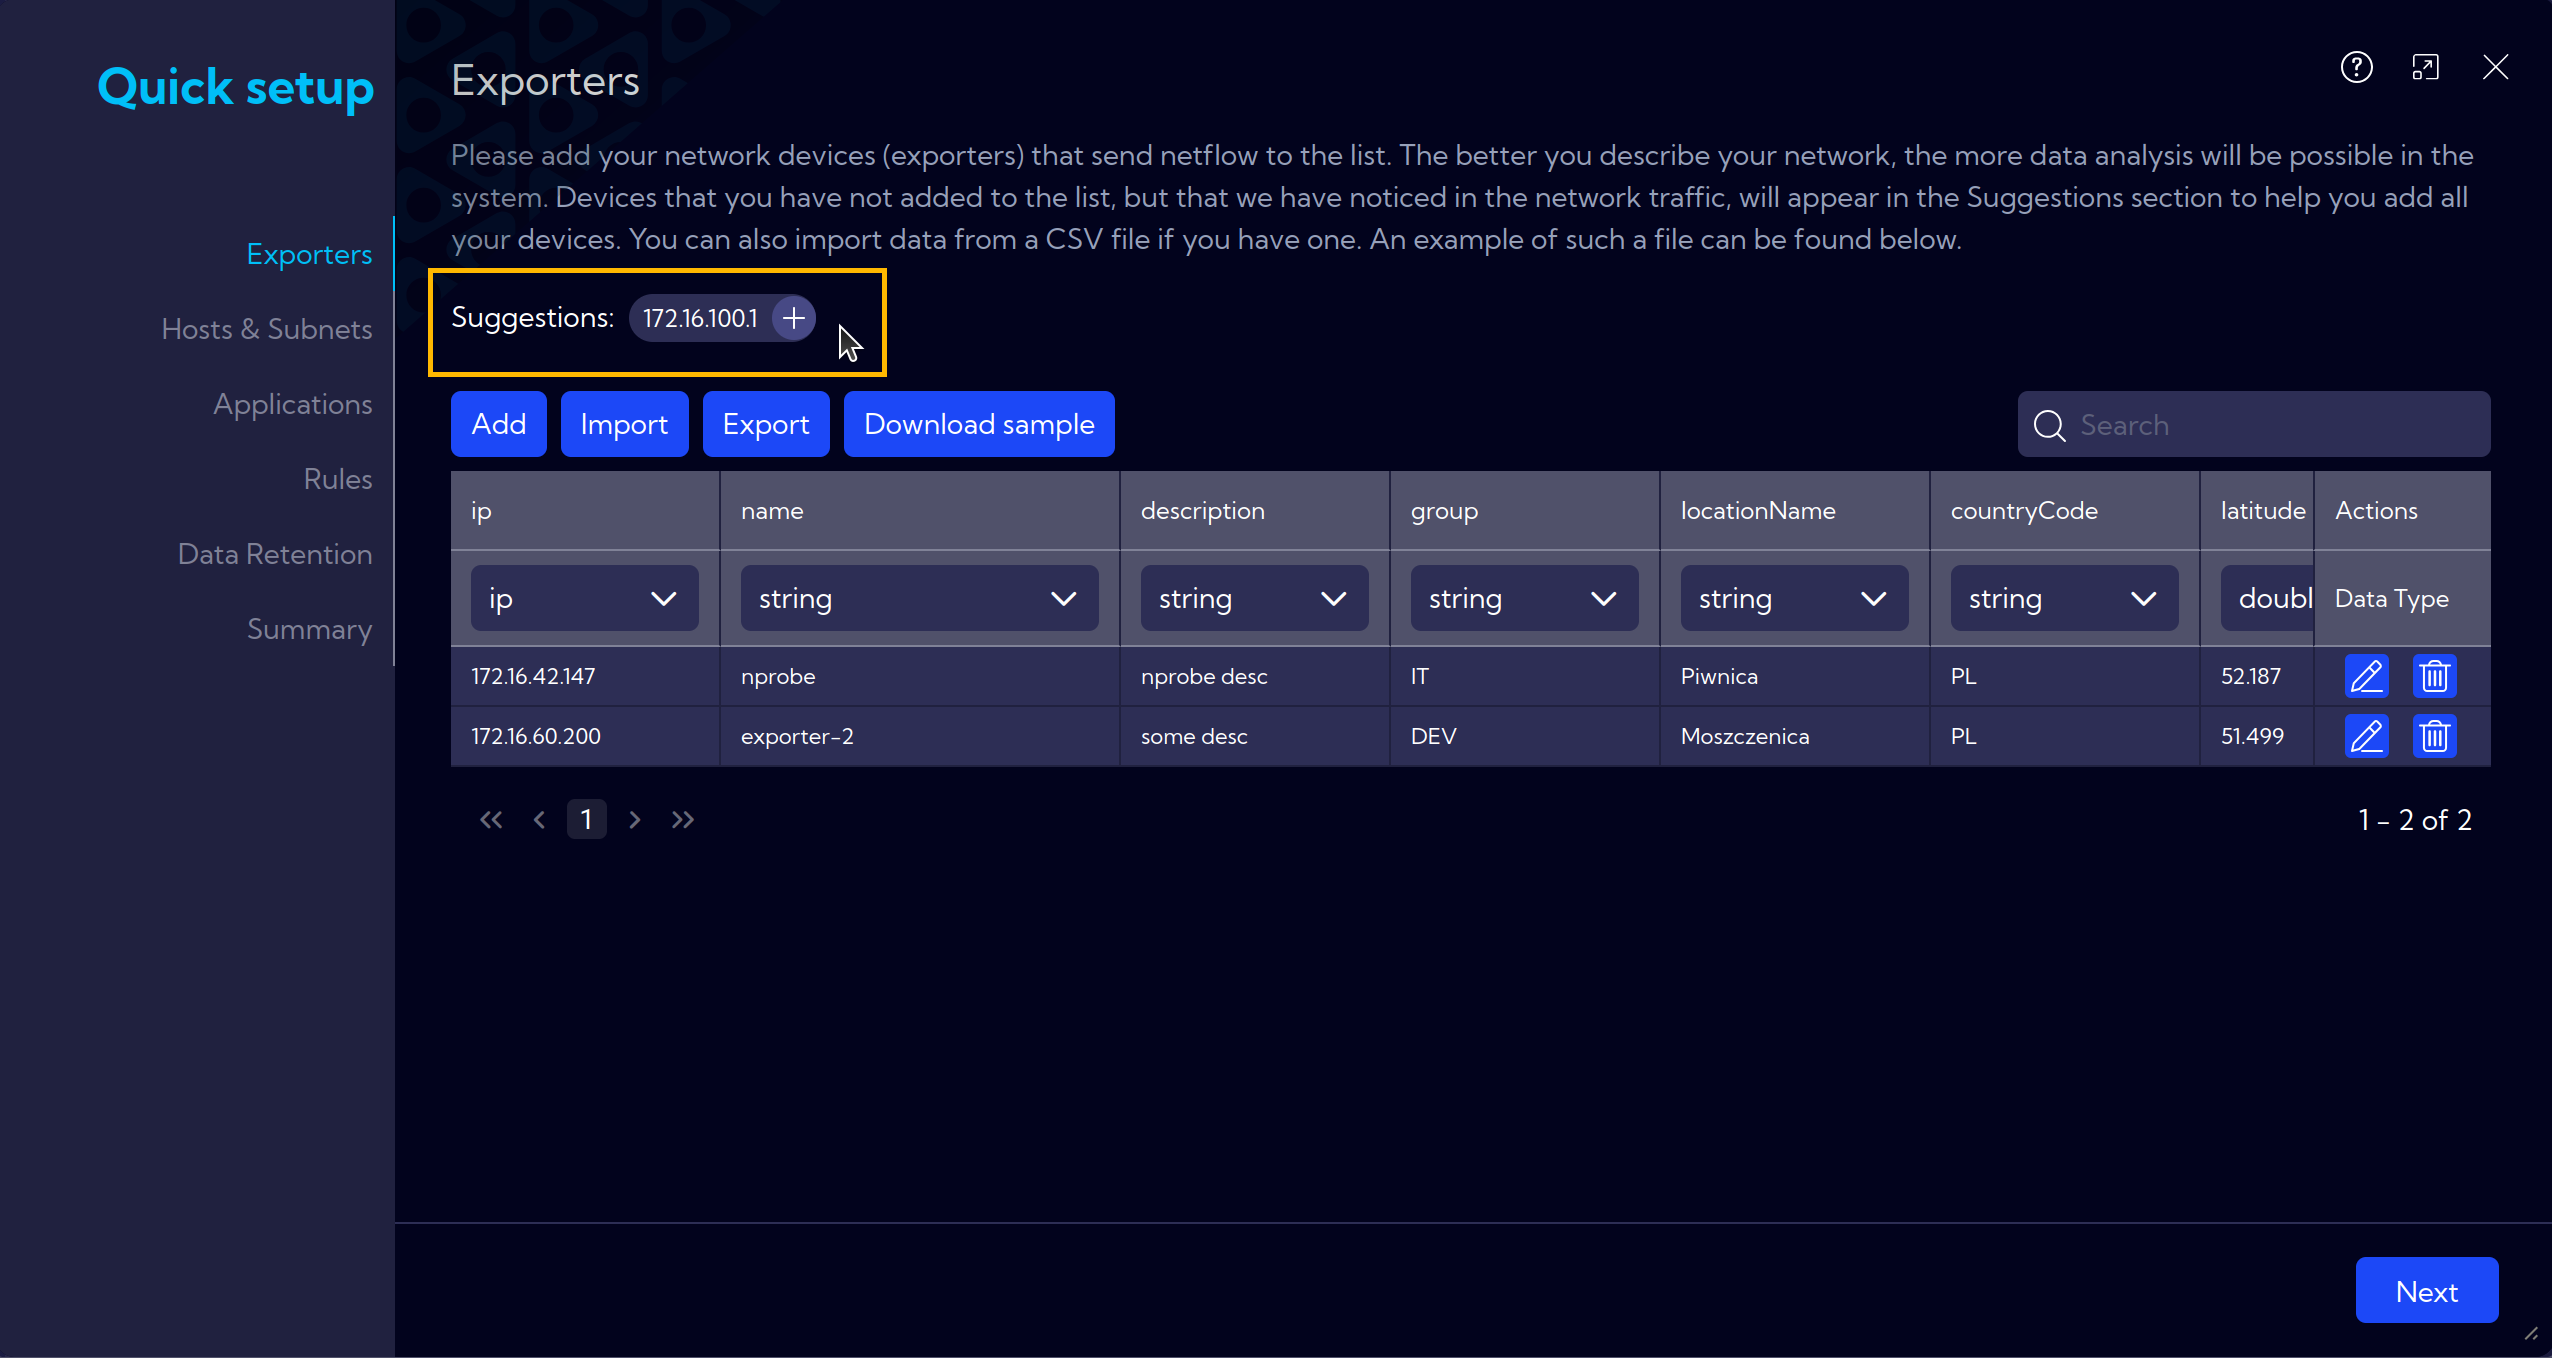 Quick setup
Exporters
Hosts & Subnets
Applications
Rules
Data Retention
Summary
Exporters
Please add your network devices (exporters) that send netflow to the list. The better you describe your network, the more data analysis will be possible in the
system. Devices that you have not added to the list, but that we have noticed in the network traffic, will appear in the Suggestions section to help you add all
your devices. You can also import data from a CSV file if you have one. An example of such a file can be found below.
Suggestions: 172.16.100.1
Add Import Export Download sample Search
ip name description group locationName countryCode latitude Actions
ip string string string string string doubl Data Type
172.16.42.147 nprobe nprobe desc IT Piwnica PL 52.187
172.16.60.200 exporter-2 some desc DEV Moszczenica PL 51.499
1 1 - 2 of 2
Next